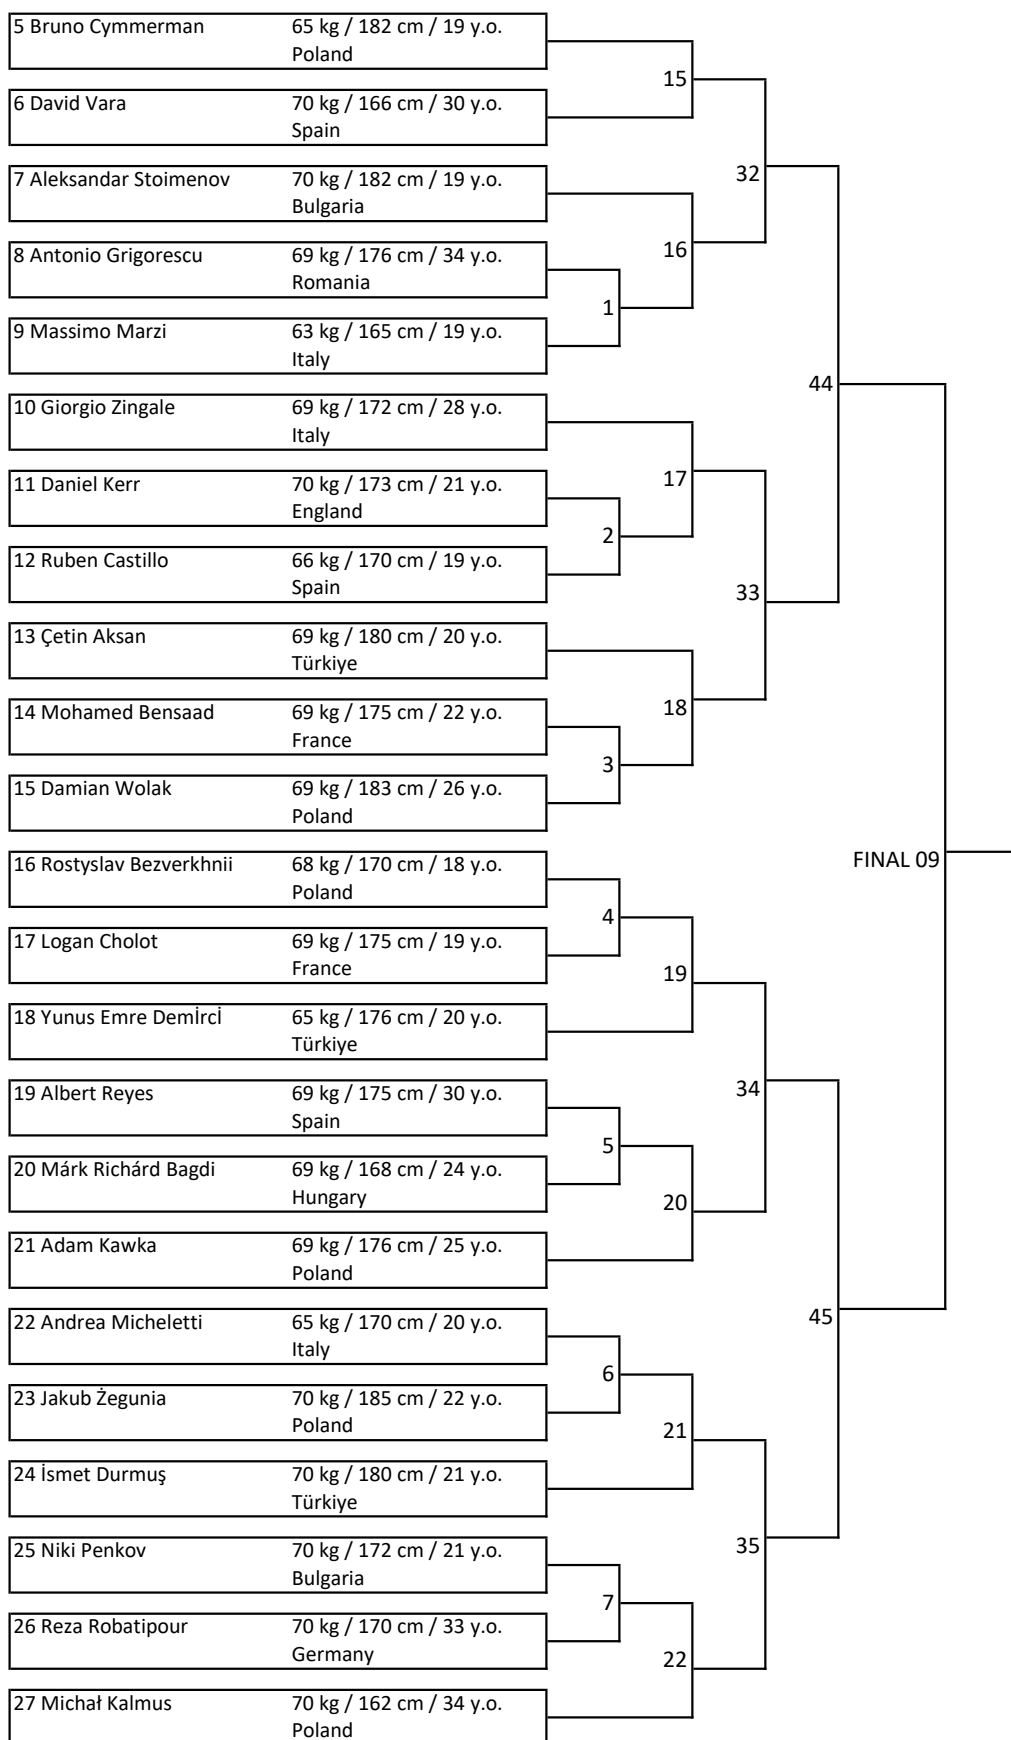 5 Bruno Cymmerman 65 kg / 182 cm / 19 y.o.
Poland
15
6 David Vara 70 kg / 166 cm / 30 y.o.
Spain
7 Aleksandar Stoimenov 70 kg / 182 cm / 19 y.o.
32
Bulgaria
8 Antonio Grigorescu 69 kg / 176 cm / 34 y.o.
16
Romania
1
9 Massimo Marzi 63 kg / 165 cm / 19 y.o.
Italy
44
10 Giorgio Zingale 69 kg / 172 cm / 28 y.o.
Italy
11 Daniel Kerr 70 kg / 173 cm / 21 y.o.
17
England
2
12 Ruben Castillo 66 kg / 170 cm / 19 y.o.
Spain
33
13 Çetin Aksan 69 kg / 180 cm / 20 y.o.
Türkiye
14 Mohamed Bensaad 69 kg / 175 cm / 22 y.o.
18
France
3
15 Damian Wolak 69 kg / 183 cm / 26 y.o.
Poland
FINAL 09
16 Rostyslav Bezverkhnii 68 kg / 170 cm / 18 y.o.
Poland
4
17 Logan Cholot 69 kg / 175 cm / 19 y.o.
France
19
18 Yunus Emre Demİrcİ 65 kg / 176 cm / 20 y.o.
Türkiye
34
19 Albert Reyes 69 kg / 175 cm / 30 y.o.
Spain
5
20 Márk Richárd Bagdi 69 kg / 168 cm / 24 y.o.
Hungary
20
21 Adam Kawka 69 kg / 176 cm / 25 y.o.
Poland
45
22 Andrea Micheletti 65 kg / 170 cm / 20 y.o.
Italy
6
23 Jakub Żegunia 70 kg / 185 cm / 22 y.o.
Poland
21
24 İsmet Durmuş 70 kg / 180 cm / 21 y.o.
Türkiye
35
25 Niki Penkov 70 kg / 172 cm / 21 y.o.
Bulgaria
7
26 Reza Robatipour 70 kg / 170 cm / 33 y.o.
Germany
22
27 Michał Kalmus 70 kg / 162 cm / 34 y.o.
Poland